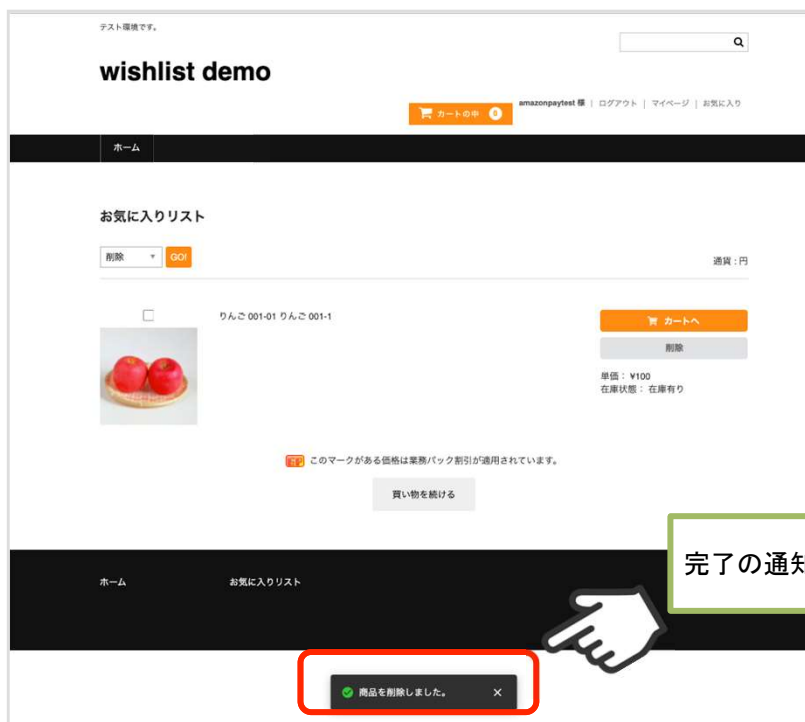 テスト環境です。
wishlist demo
カートの中 0
amazonpaytest 様 | ログアウト | マイページ | お気に入り
ホーム
お気に入りリスト
削除 GO!
通貨 : 円
りんご 001-01 りんご 001-1
カートへ
削除
単価： ¥100
在庫状態： 在庫有り
このマークがある価格は業務パック割引が適用されています。
買い物を続ける
完了の通知
ホーム お気に入りリスト
商品を削除しました。 ×